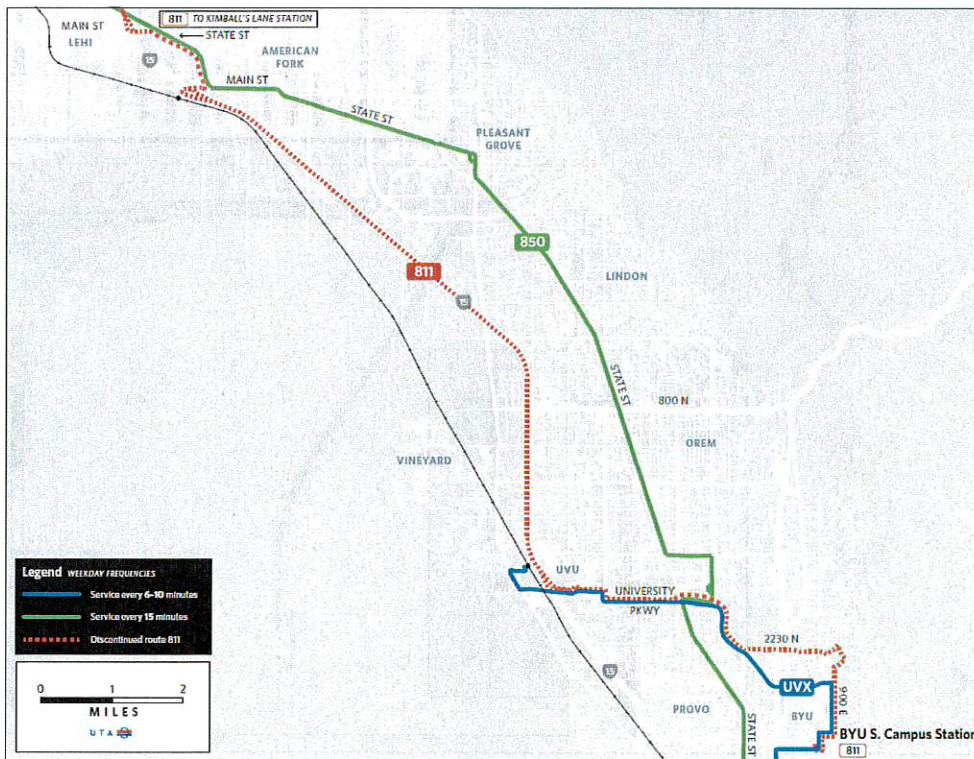 811 TO KIMBALL'S LANE STATION
MAIN ST
LEHI
← STATE ST
15
AMERICAN
FORK
MAIN ST
STATE ST
PLEASANT
GROVE
850
811
LINDON
15
STATE ST
800 N
OREM
VINEYARD
UVU
UNIVERSITY
PKWY
2230 N
15
PROVO
UVX
BYU
900 E
STATE ST
BYU S. Campus Station
811
Legend WEEKDAY FREQUENCIES
Service every 6-10 minutes
Service every 15 minutes
Discontinued route 811
0 1 2
MILES
UTA